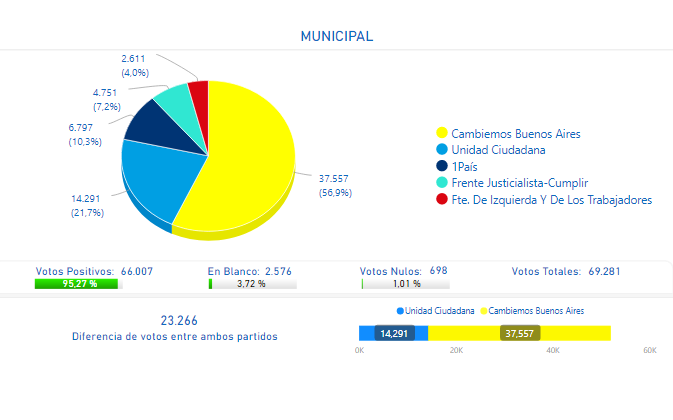 MUNICIPAL
2.611
(4,0%)
4.751
(7,2%)
6.797
(10,3%)
14.291
(21,7%)
37.557
(56,9%)
Cambiemos Buenos Aires
Unidad Ciudadana
1País
Frente Justicialista-Cumplir
Fte. De Izquierda Y De Los Trabajadores
Votos Positivos: 66.007
95,27 %
En Blanco: 2.576
3,72 %
Votos Nulos: 698
1,01 %
Votos Totales: 69.281
23.266
Diferencia de votos entre ambos partidos
Unidad Ciudadana Cambiemos Buenos Aires
14,291 37,557
0K 20K 40K 60K